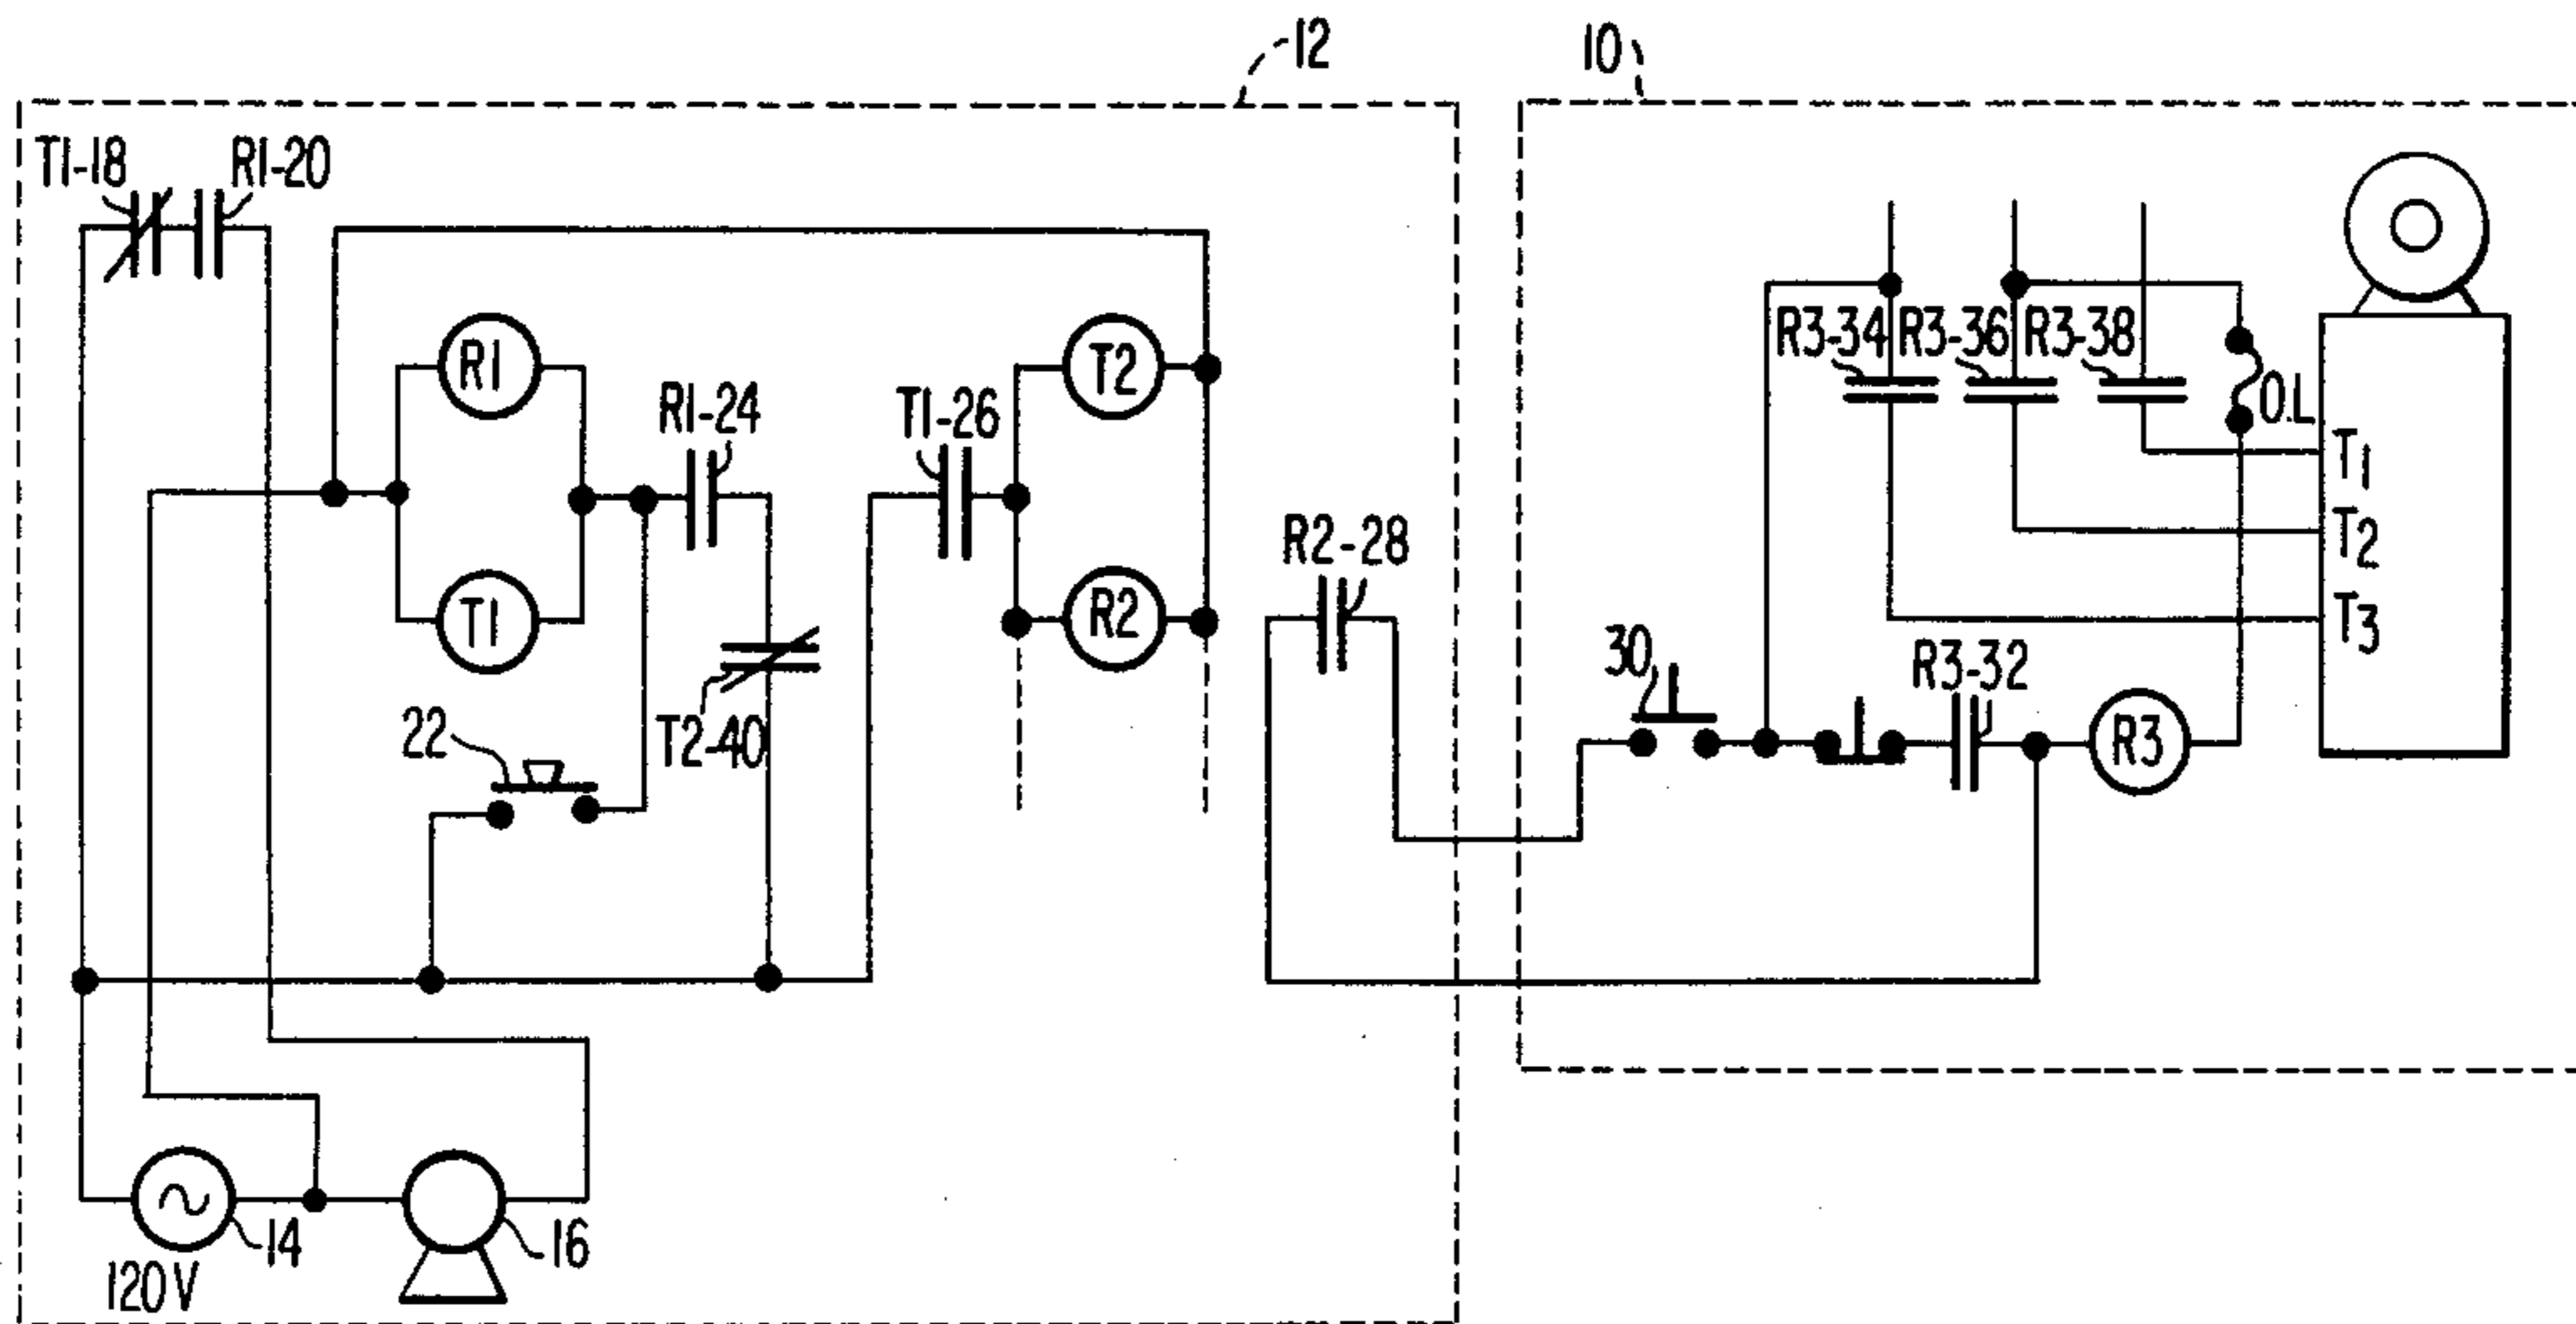 12
10
T1-18
R1-20
R1
R1-24
T1-26
T2
R3-34
R3-36
R3-38
O.L
T1
R2-28
T2
T1
R2
T3
30
R3-32
22
T2-40
R3
14
16
120V